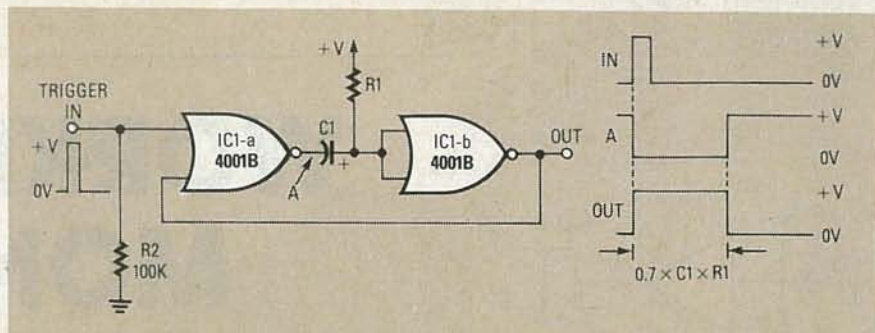 TRIGGER
IN
+V
0V
R2
100K
IC1-a
4001B
A
C1
+
+V
R1
IC1-b
4001B
OUT
IN
+V
0V
A
+V
0V
OUT
+V
0V
0.7 × C1 × R1